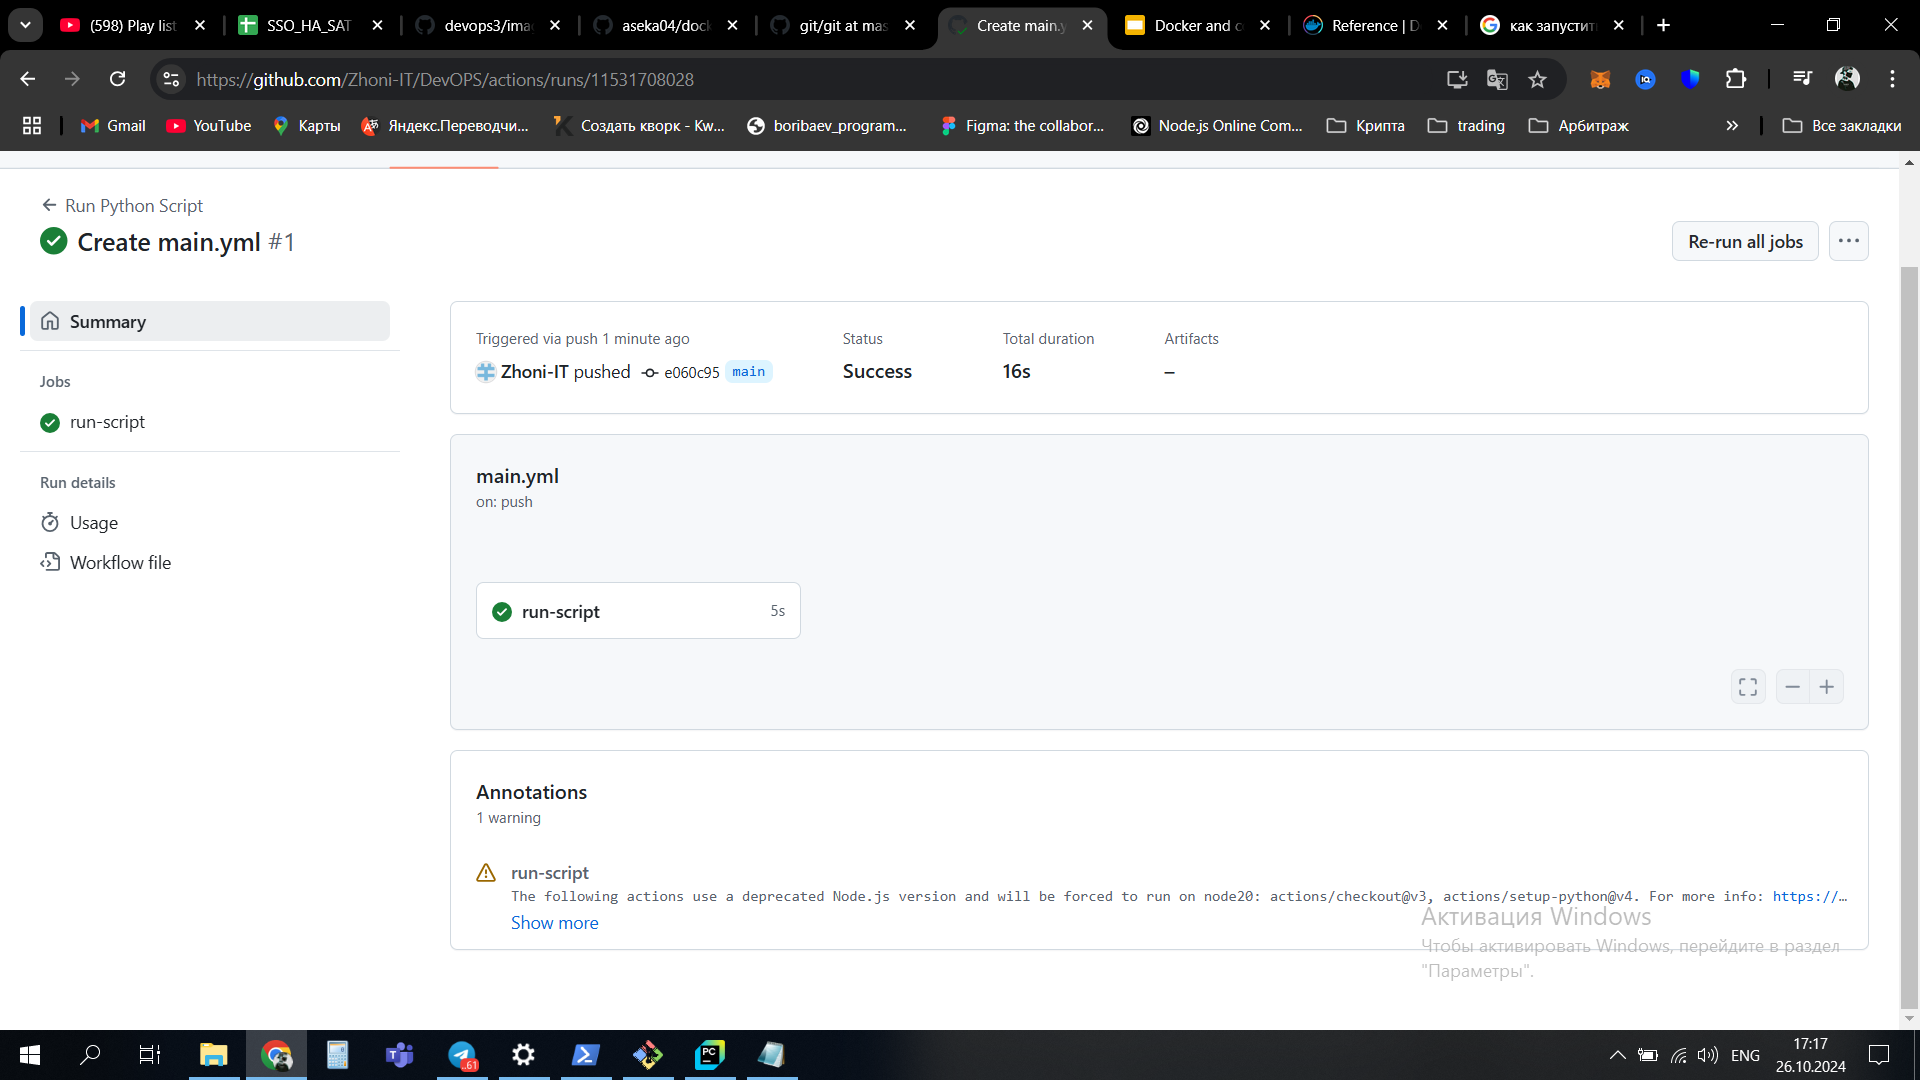 (598) Play list
SSO_HA_SAT
devops3/ima
aseka04/dock
git/git at mas
Create main.y
Docker and c
Reference | D
как запустит
https://github.com/Zhoni-IT/DevOPS/actions/runs/11531708028
Gmail
YouTube
Карты
Яндекс.Переводчи...
Создать кворк - Kw...
boribaev_program...
Figma: the collabor...
Node.js Online Com...
Крипта
trading
Арбитраж
»
Все закладки
Run Python Script
Create main.yml #1
Re-run all jobs
Summary
Jobs
run-script
Run details
Usage
Workflow file
Triggered via push 1 minute ago
Zhoni-IT pushed e060c95 main
Status
Success
Total duration
16s
Artifacts
–
main.yml
on: push
run-script 5s
Annotations
1 warning
run-script
The following actions use a deprecated Node.js version and will be forced to run on node20: actions/checkout@v3, actions/setup-python@v4. For more info: https://…
Show more
Активация Windows
Чтобы активировать Windows, перейдите в раздел
"Параметры".
..61
PC
ENG
17:17
26.10.2024